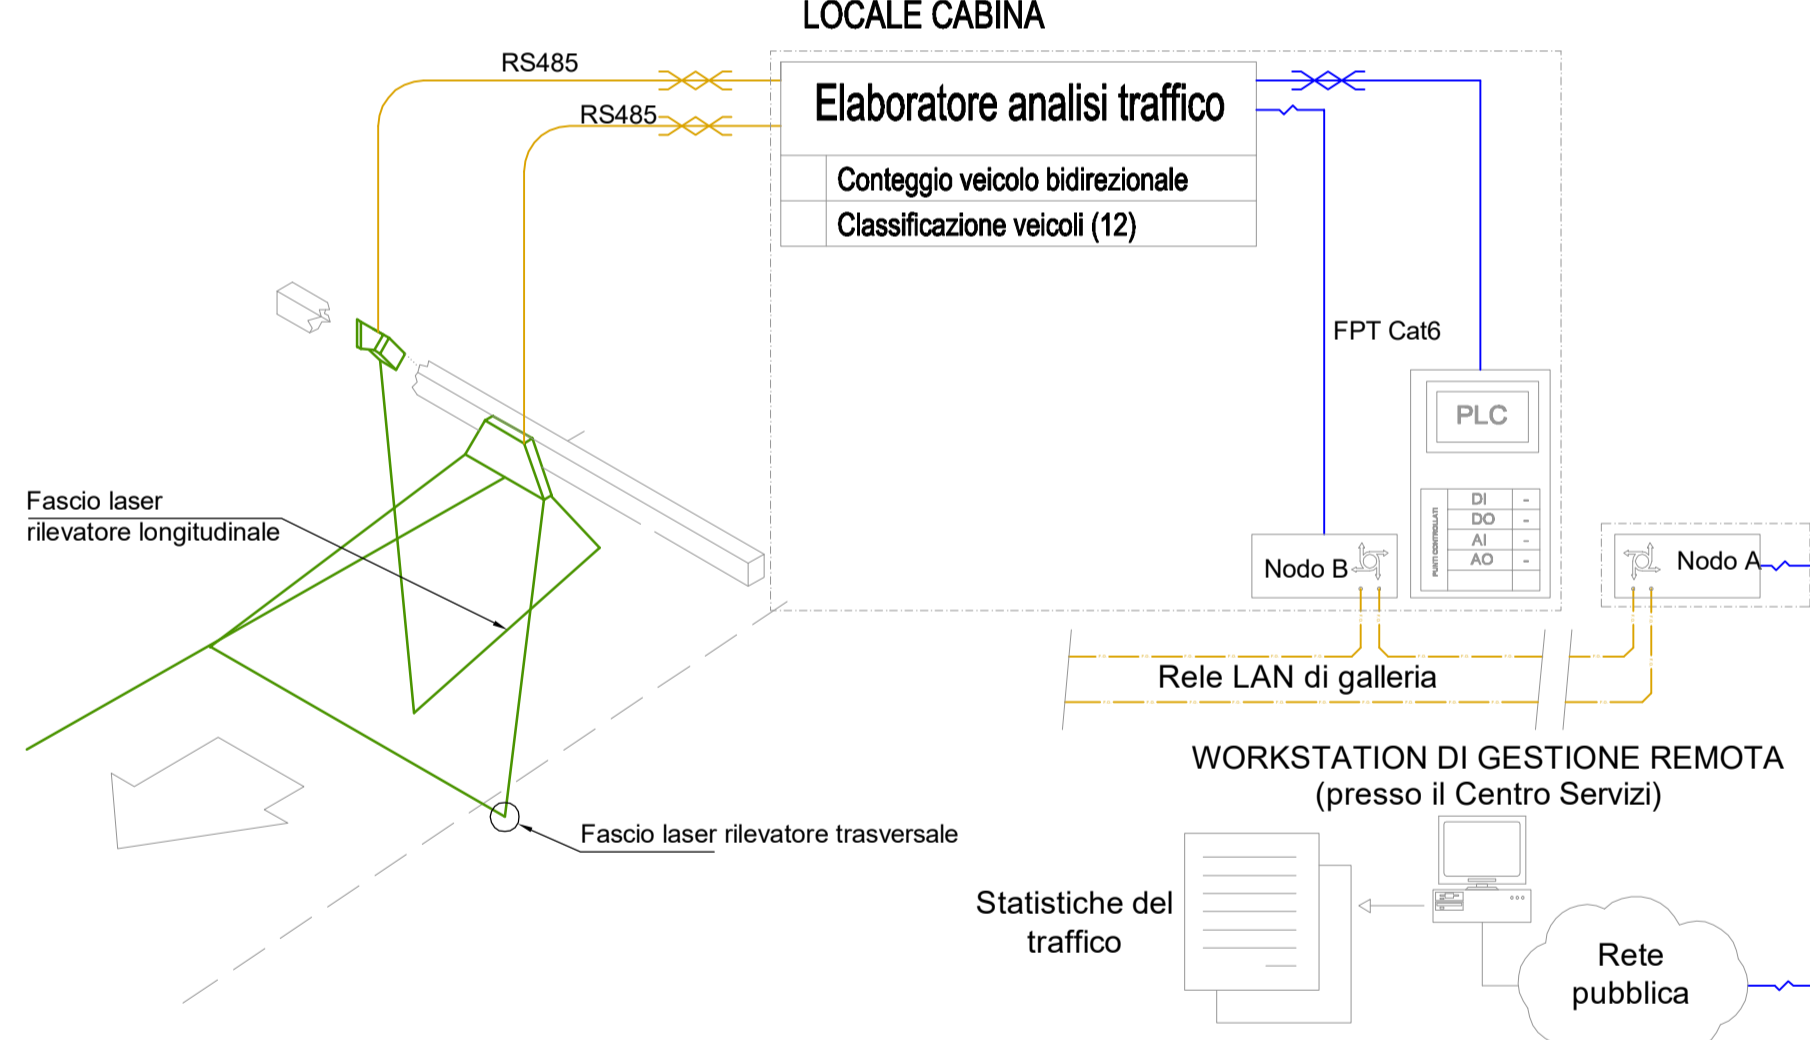 LOCALE CABINA
RS485
RS485
Elaboratore analisi traffico
Conteggio veicolo bidirezionale
Classificazione veicoli (12)
FPT Cat6
PLC
PUNTI CONTROLLATI
DI -
DO -
AI -
AO -
Fascio laser
rilevatore longitudinale
Nodo B
Nodo A
Rele LAN di galleria
WORKSTATION DI GESTIONE REMOTA
(presso il Centro Servizi)
Fascio laser rilevatore trasversale
Statistiche del
traffico
Rete
pubblica